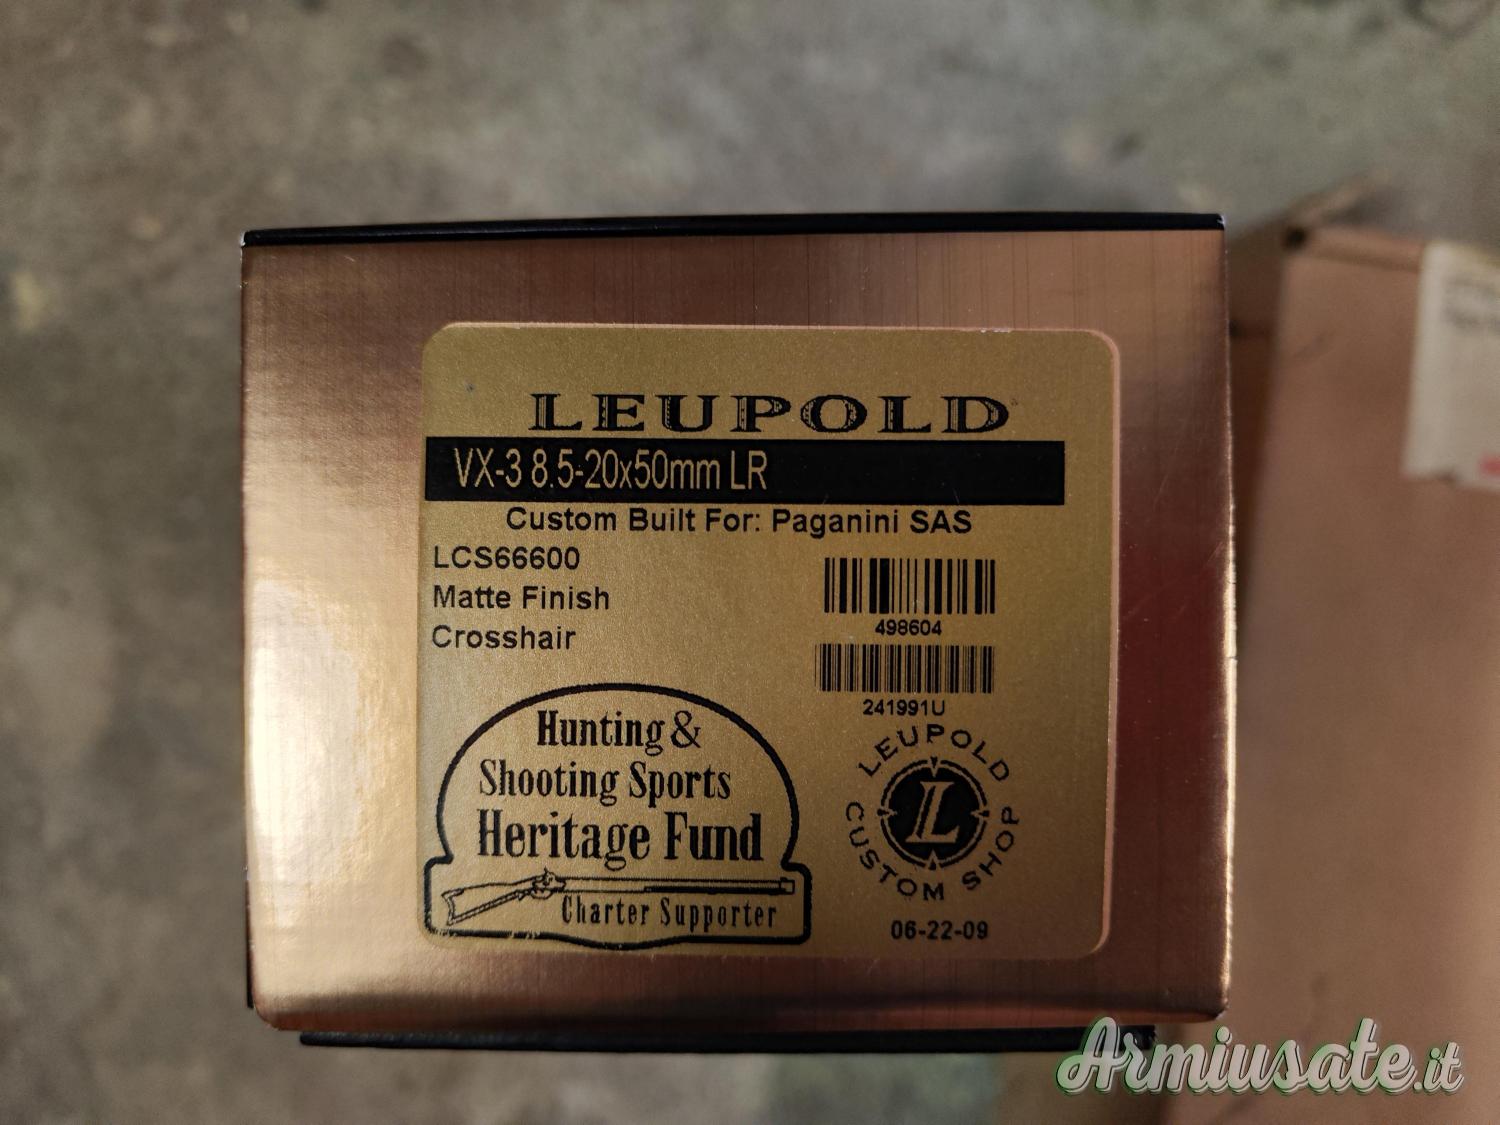 LEUPOLD
VX-3 8.5-20x50mm LR
Custom Built For: Paganini SAS
LCS66600
Matte Finish
Crosshair
498604
241991U
Hunting &
Shooting Sports
Heritage Fund
Charter Supporter
LEUPOLD
L
CUSTOM SHOP
06-22-09
Armiusate.it